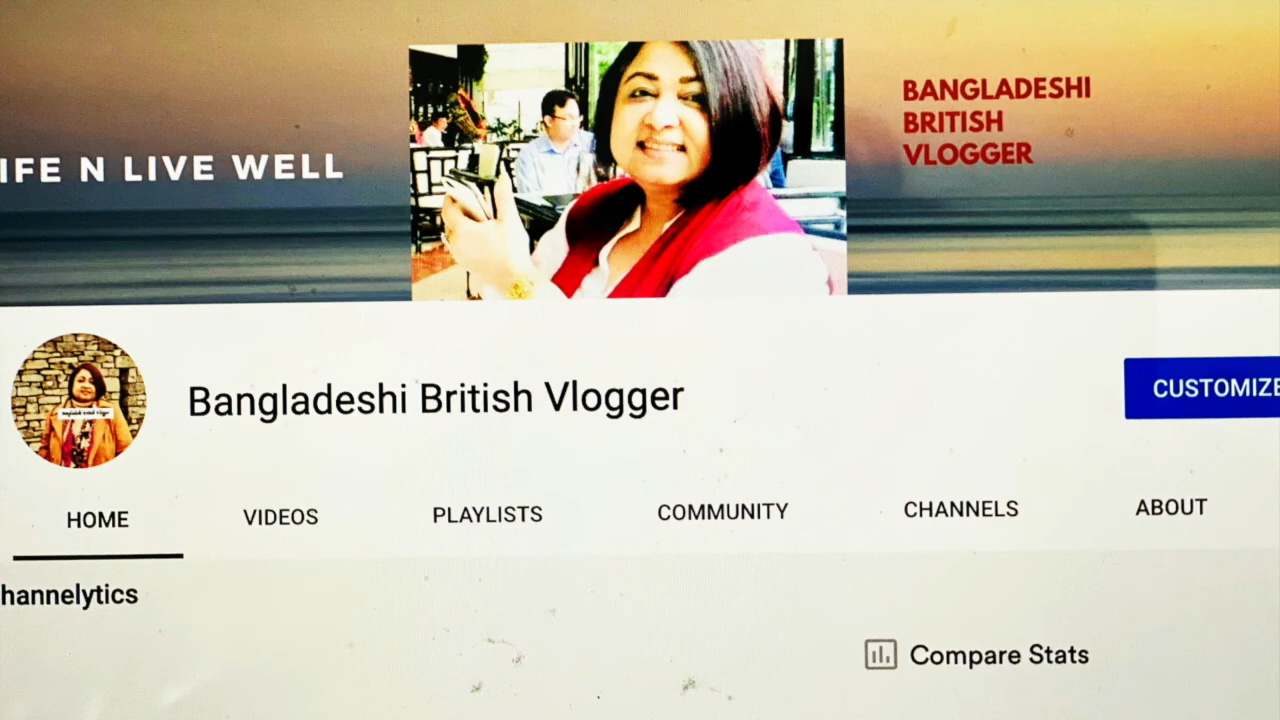 IFE N LIVE WELL
BANGLADESHI
BRITISH
VLOGGER
Bangladeshi British Vlogger
CUSTOMIZE
HOME
VIDEOS
PLAYLISTS
COMMUNITY
CHANNELS
ABOUT
hannelytics
Compare Stats